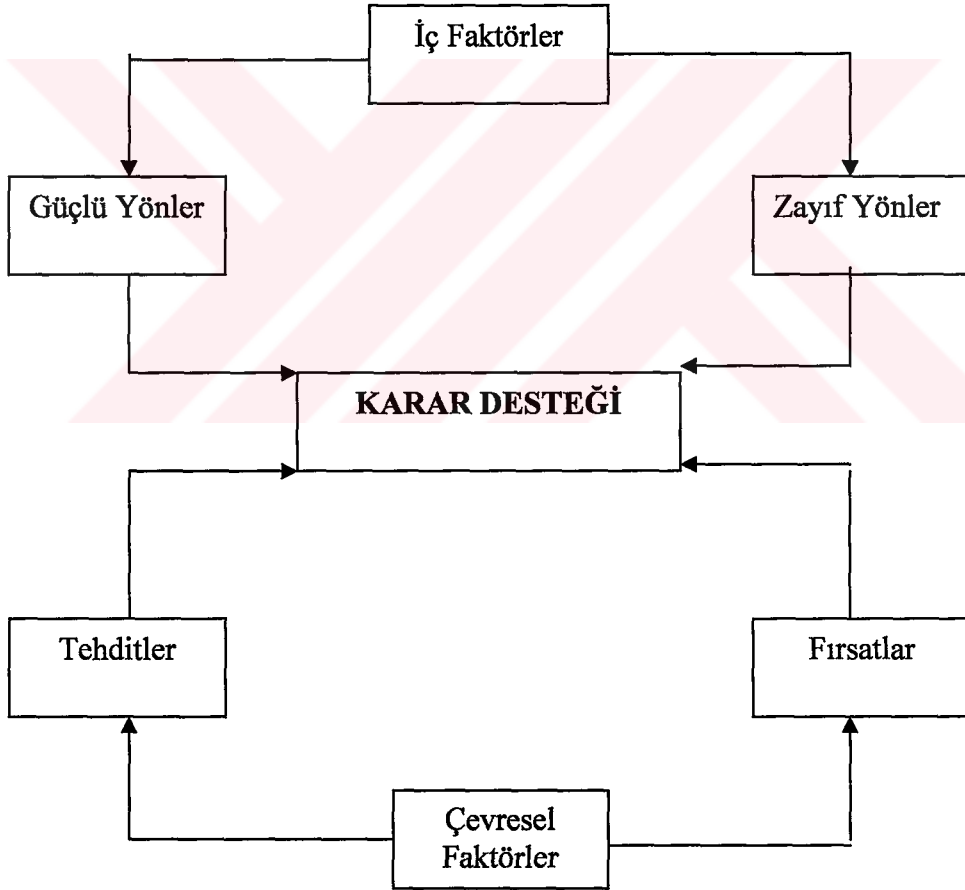 İç Faktörler
Güçlü Yönler
Zayıf Yönler
KARAR DESTEĞİ
Tehditler
Fırsatlar
Çevresel
Faktörler